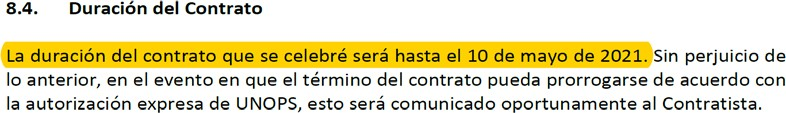 8.4. Duración del Contrato
La duración del contrato que se celebré será hasta el 10 de mayo de 2021. Sin perjuicio de
lo anterior, en el evento en que el término del contrato pueda prorrogarse de acuerdo con
la autorización expresa de UNOPS, esto será comunicado oportunamente al Contratista.